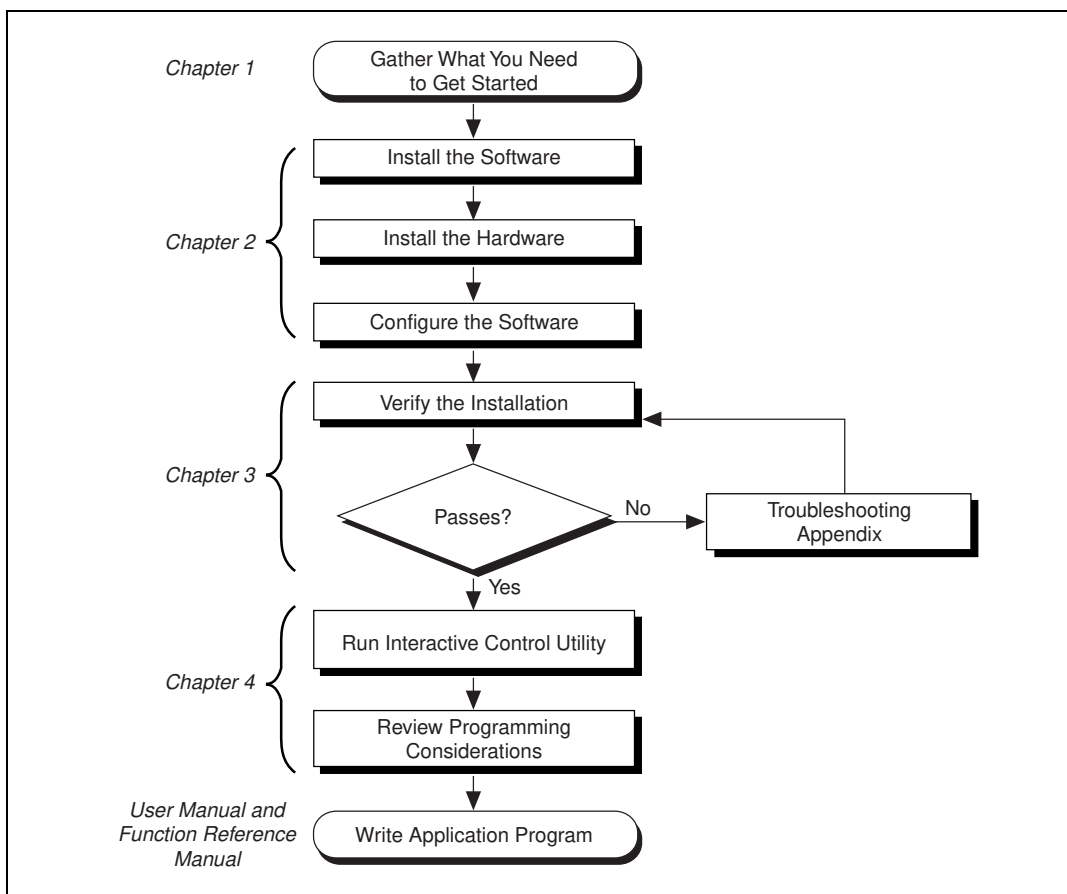 Chapter 1
Gather What You Need
to Get Started
Install the Software
Chapter 2
Install the Hardware
Configure the Software
Verify the Installation
Chapter 3
Passes?
No
Troubleshooting
Appendix
Yes
Run Interactive Control Utility
Chapter 4
Review Programming
Considerations
User Manual and
Function Reference
Manual
Write Application Program